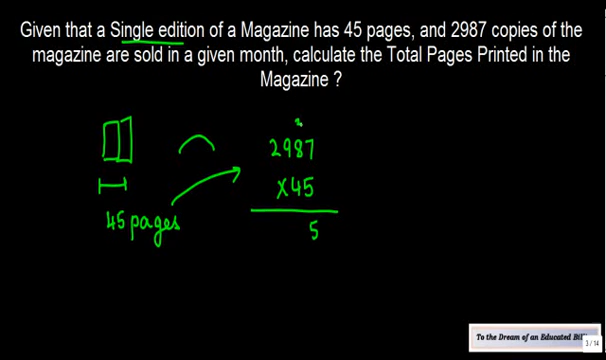 Given that a Single edition of a Magazine has 45 pages, and 2987 copies of the
magazine are sold in a given month, calculate the Total Pages Printed in the
Magazine ?
3
2987
X45
5
45 pages
To the Dream of an Educated
3 / 14